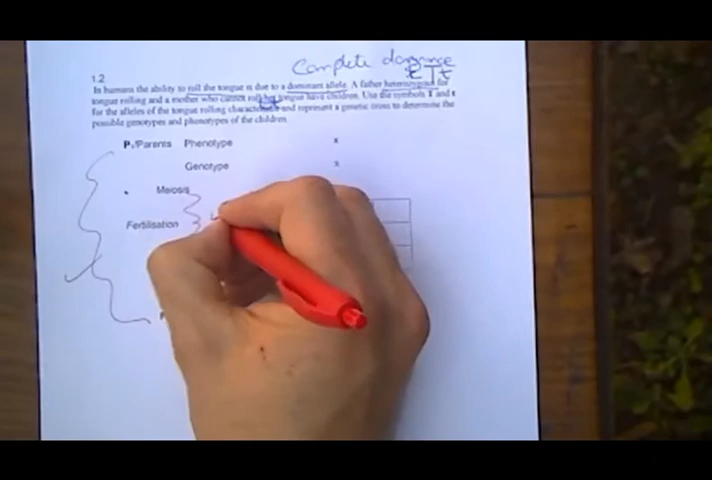 Complete
1.2
In humans the ability to roll the tongue is due to a dominant allele. A father heterozygous for
tongue rolling and a mother who cannot roll her tongue have children. Use the symbols T and t
for the alleles of the tongue rolling characteristic and represent a genetic cross to determine the
possible genotypes and phenotypes of the children
P₁/Parents Phenotype x
Genotype x
Meiosis
Fertilisation